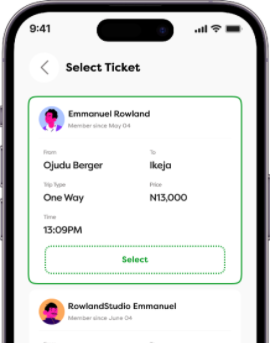 9:41
Select Ticket
Emmanuel Rowland
Member since May 04
From To
Ojudu Berger Ikeja
Trip Type Price
One Way N13,000
Time
13:09PM
Select
RowlandStudio Emmanuel
Member since June 04